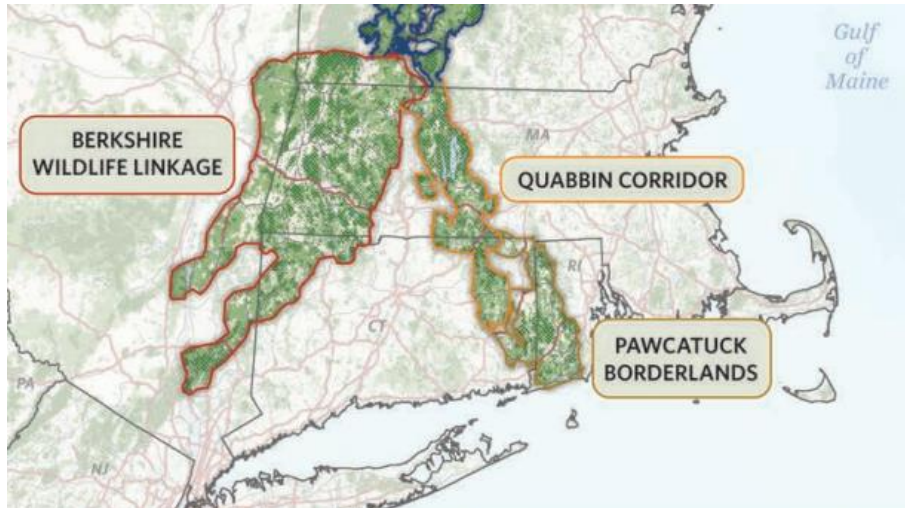 Gulf
of
Maine
BERKSHIRE
WILDLIFE LINKAGE
MA
QUABBIN CORRIDOR
RI
CT
PAWCATUCK
BORDERLANDS
PA
NJ